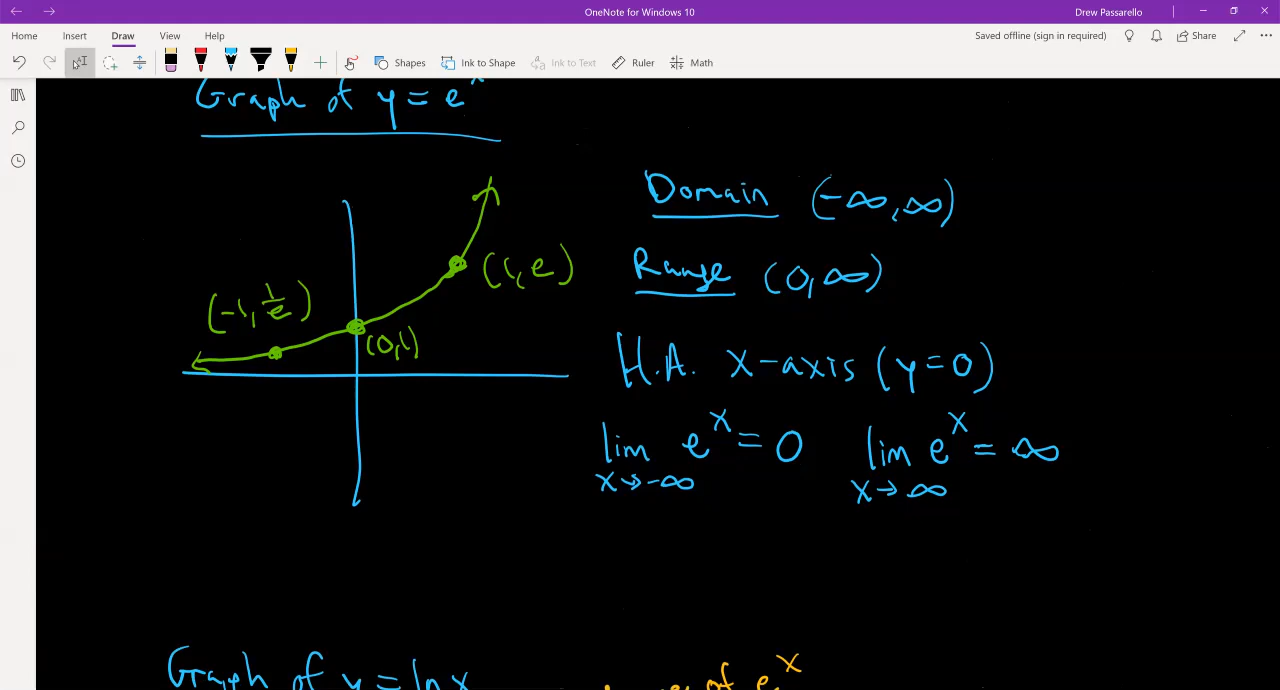 OneNote for Windows 10
Drew Passarello
Home Insert Draw View Help
Saved offline (sign in required) Share
Shapes Ink to Shape Ink to Text Ruler Math
Graph of y = e^x
Domain (-∞, ∞)
Range (0, ∞)
(1, e)
(-1, 1/e)
(0, 1)
H.A. x-axis (y = 0)
lim x→-∞ e^x = 0 lim x→∞ e^x = ∞
Graph of y = ln x of e^x